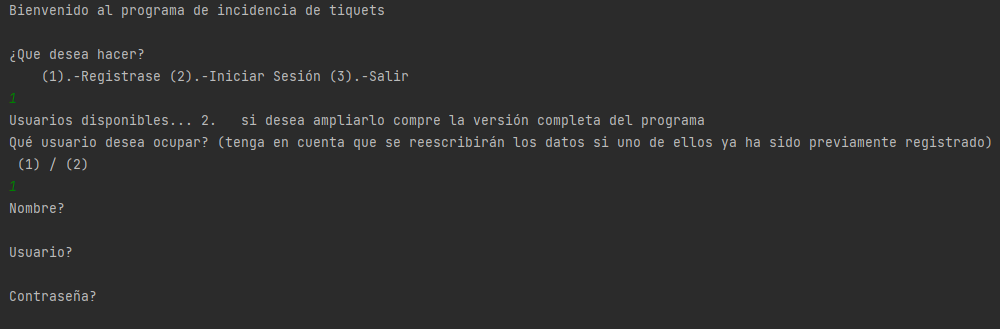 Bienvenido al programa de incidencia de tiquets
¿Que desea hacer?
(1).-Registrase (2).-Iniciar Sesión (3).-Salir
1
Usuarios disponibles... 2.   si desea ampliarlo compre la versión completa del programa
Qué usuario desea ocupar? (tenga en cuenta que se reescribirán los datos si uno de ellos ya ha sido previamente registrado)
(1) / (2)
1
Nombre?
Usuario?
Contraseña?